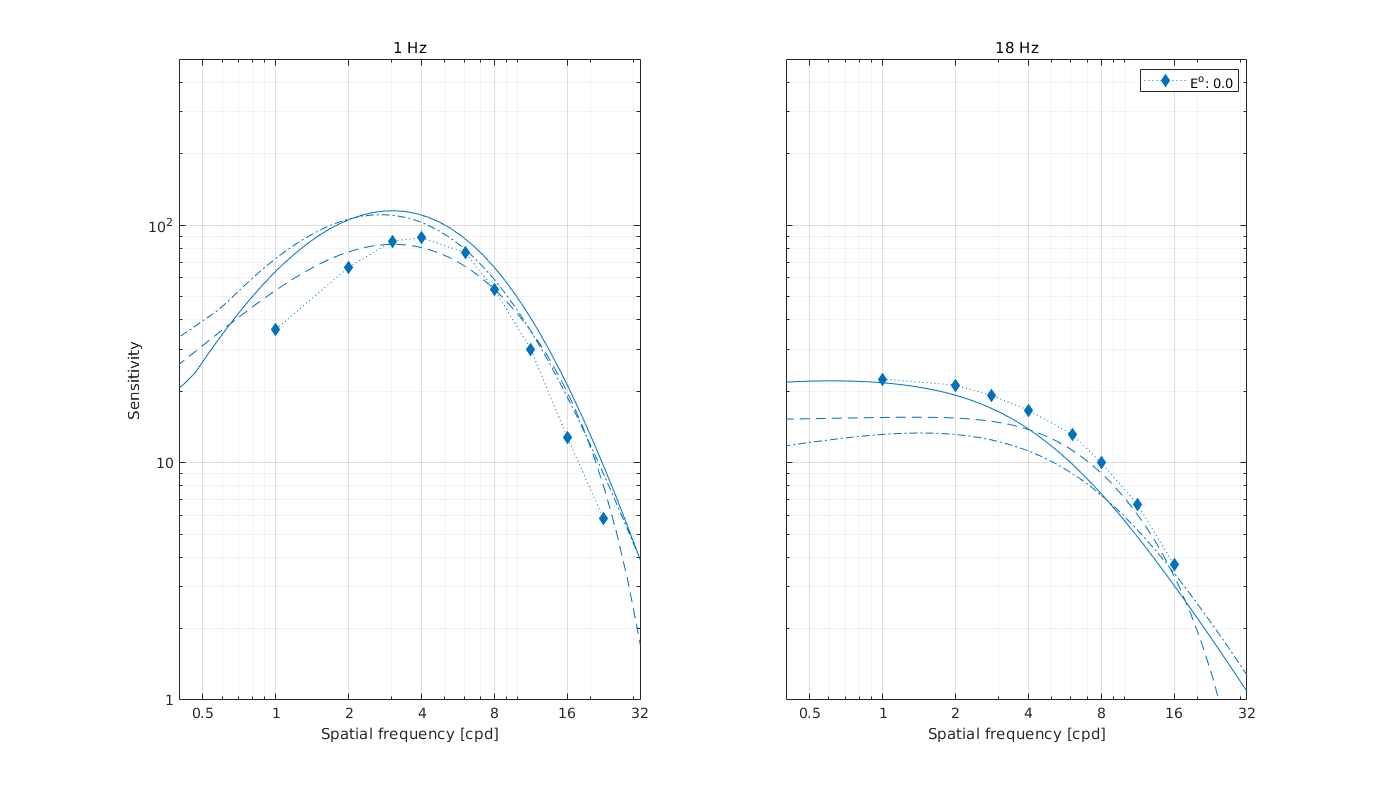 1 Hz
10²
10
1
Sensitivity
0.5 1 2 4 8 16 32
Spatial frequency [cpd]
18 Hz
Eº: 0.0
0.5 1 2 4 8 16 32
Spatial frequency [cpd]